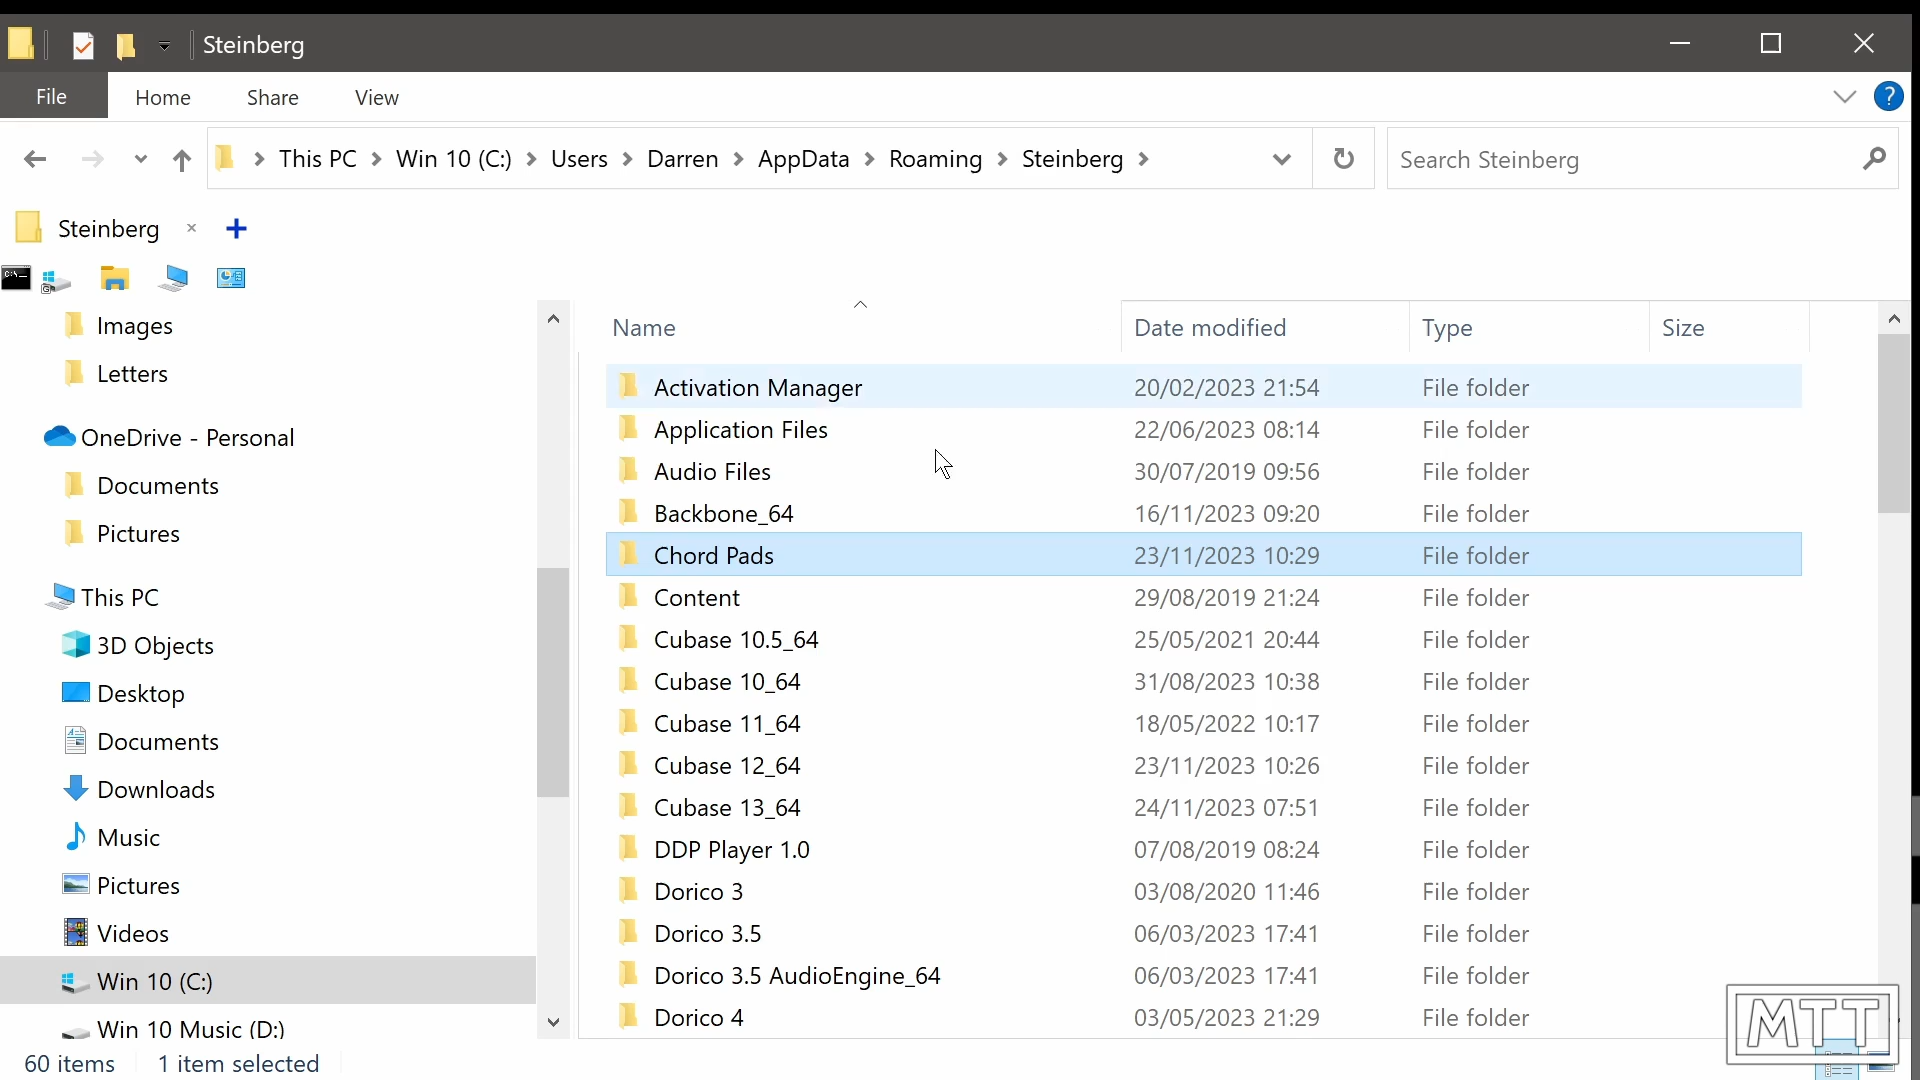 Steinberg
File Home Share View ?
This PC > Win 10 (C:) > Users > Darren > AppData > Roaming > Steinberg >
Search Steinberg
Steinberg × +
Images
Letters
OneDrive - Personal
Documents
Pictures
This PC
3D Objects
Desktop
Documents
Downloads
Music
Pictures
Videos
Win 10 (C:)
Win 10 Music (D:)
Name Date modified Type Size
Activation Manager 20/02/2023 21:54 File folder
Application Files 22/06/2023 08:14 File folder
Audio Files 30/07/2019 09:56 File folder
Backbone_64 16/11/2023 09:20 File folder
Chord Pads 23/11/2023 10:29 File folder
Content 29/08/2019 21:24 File folder
Cubase 10.5_64 25/05/2021 20:44 File folder
Cubase 10_64 31/08/2023 10:38 File folder
Cubase 11_64 18/05/2022 10:17 File folder
Cubase 12_64 23/11/2023 10:26 File folder
Cubase 13_64 24/11/2023 07:51 File folder
DDP Player 1.0 07/08/2019 08:24 File folder
Dorico 3 03/08/2020 11:46 File folder
Dorico 3.5 06/03/2023 17:41 File folder
Dorico 3.5 AudioEngine_64 06/03/2023 17:41 File folder
Dorico 4 03/05/2023 21:29 File folder
60 items 1 item selected
MTT